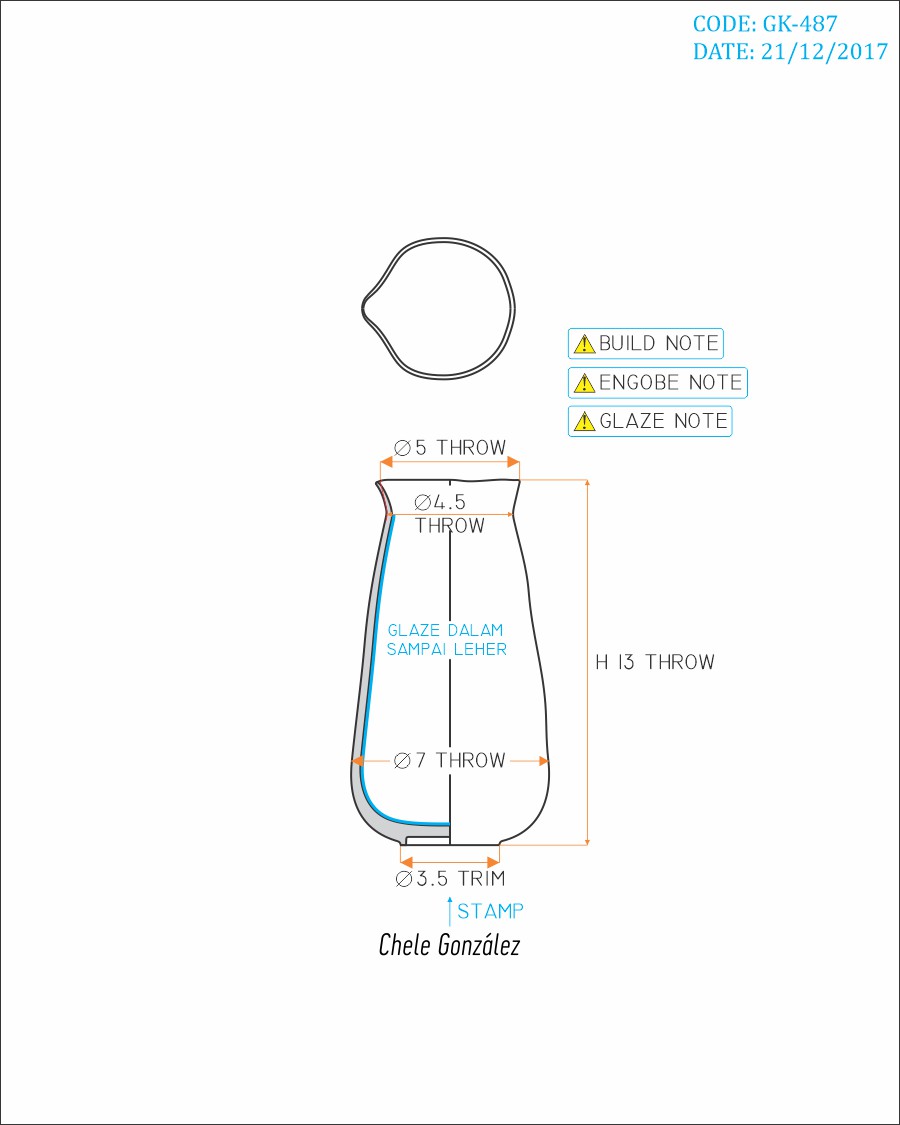 CODE: GK-487
DATE: 21/12/2017
BUILD NOTE
ENGOBE NOTE
GLAZE NOTE
∅5 THROW
∅4.5
THROW
GLAZE DALAM
SAMPAI LEHER
H 13 THROW
∅7 THROW
∅3.5 TRIM
STAMP
Chele González